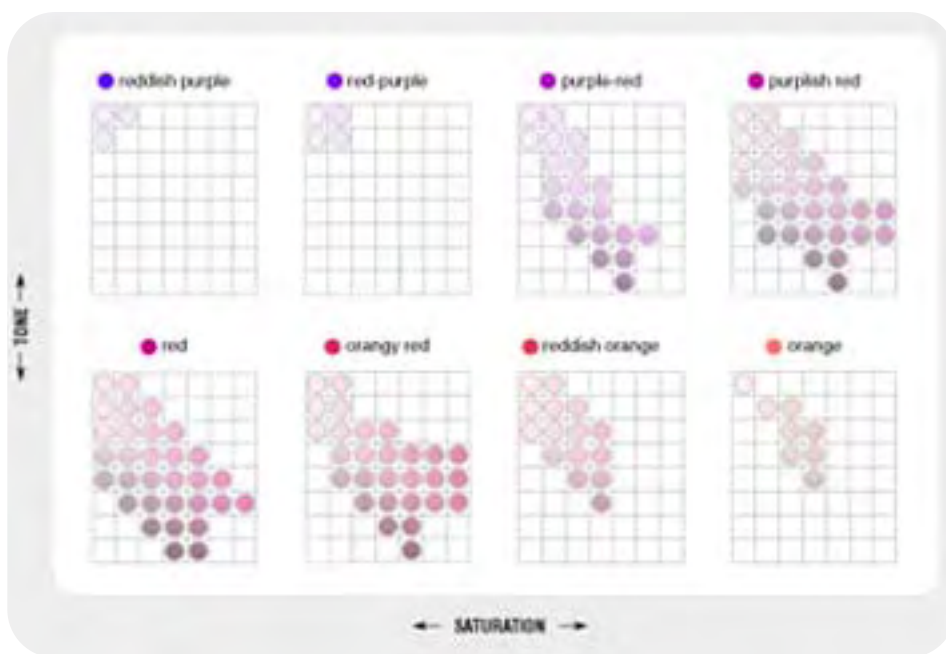 reddish purple
red-purple
purple-red
purplish red
TONE
red
orangy red
reddish orange
orange
SATURATION